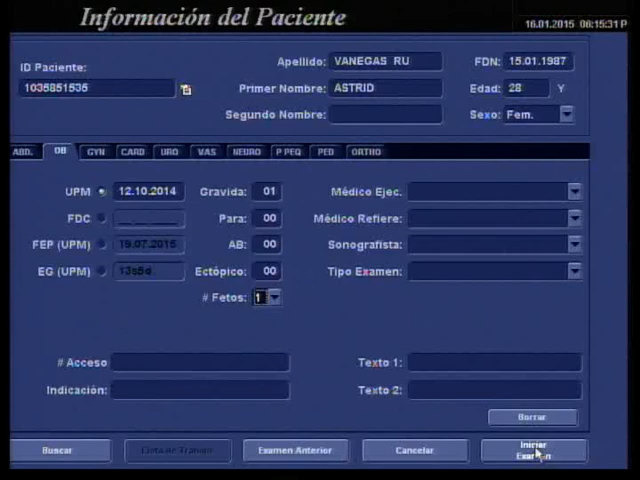 Información del Paciente
16.01.2015 06:15:31 P
ID Paciente:
1035851535
Apellido: VANEGAS RU
FDN: 15.01.1987
Primer Nombre: ASTRID
Edad: 28 Y
Segundo Nombre:
Sexo: Fem.
ABD. OB GYN CARD URO VAS NEURO P PEQ PED ORTHO
UPM 12.10.2014 Gravida: 01 Médico Ejec.
FDC Para: 00 Médico Refiere:
FEP (UPM) 19.07.2015 AB: 00 Sonografista:
EG (UPM) 13s5d Ectópico: 00 Tipo Examen:
# Fetos: 1
# Acceso Texto 1:
Indicación: Texto 2:
Borrar
Buscar Lista de Trabajo Examen Anterior Cancelar Iniciar Examen